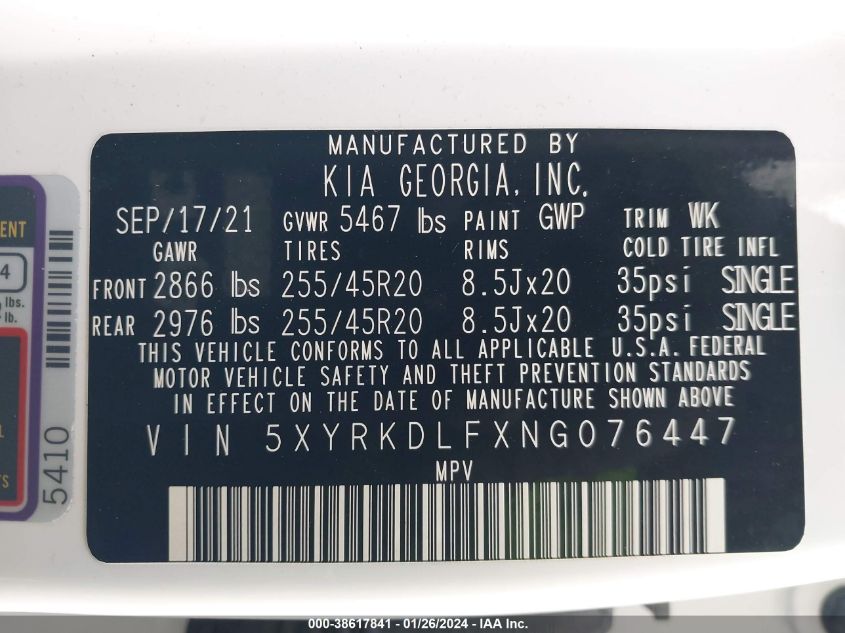 MANUFACTURED BY
KIA GEORGIA, INC.
SEP/17/21 GVWR 5467 lbs PAINT GWP TRIM WK
GAWR TIRES RIMS COLD TIRE INFL
FRONT 2866 lbs 255/45R20 8.5Jx20 35psi SINGLE
REAR 2976 lbs 255/45R20 8.5Jx20 35psi SINGLE
THIS VEHICLE CONFORMS TO ALL APPLICABLE U.S.A. FEDERAL
MOTOR VEHICLE SAFETY AND THEFT PREVENTION STANDARDS
IN EFFECT ON THE DATE OF MANUFACTURE SHOWN ABOVE
VIN 5XYRKDLFXNG076447
MPV
4
lbs.
lb.
5410
000-38617841 - 01/26/2024 - IAA Inc.